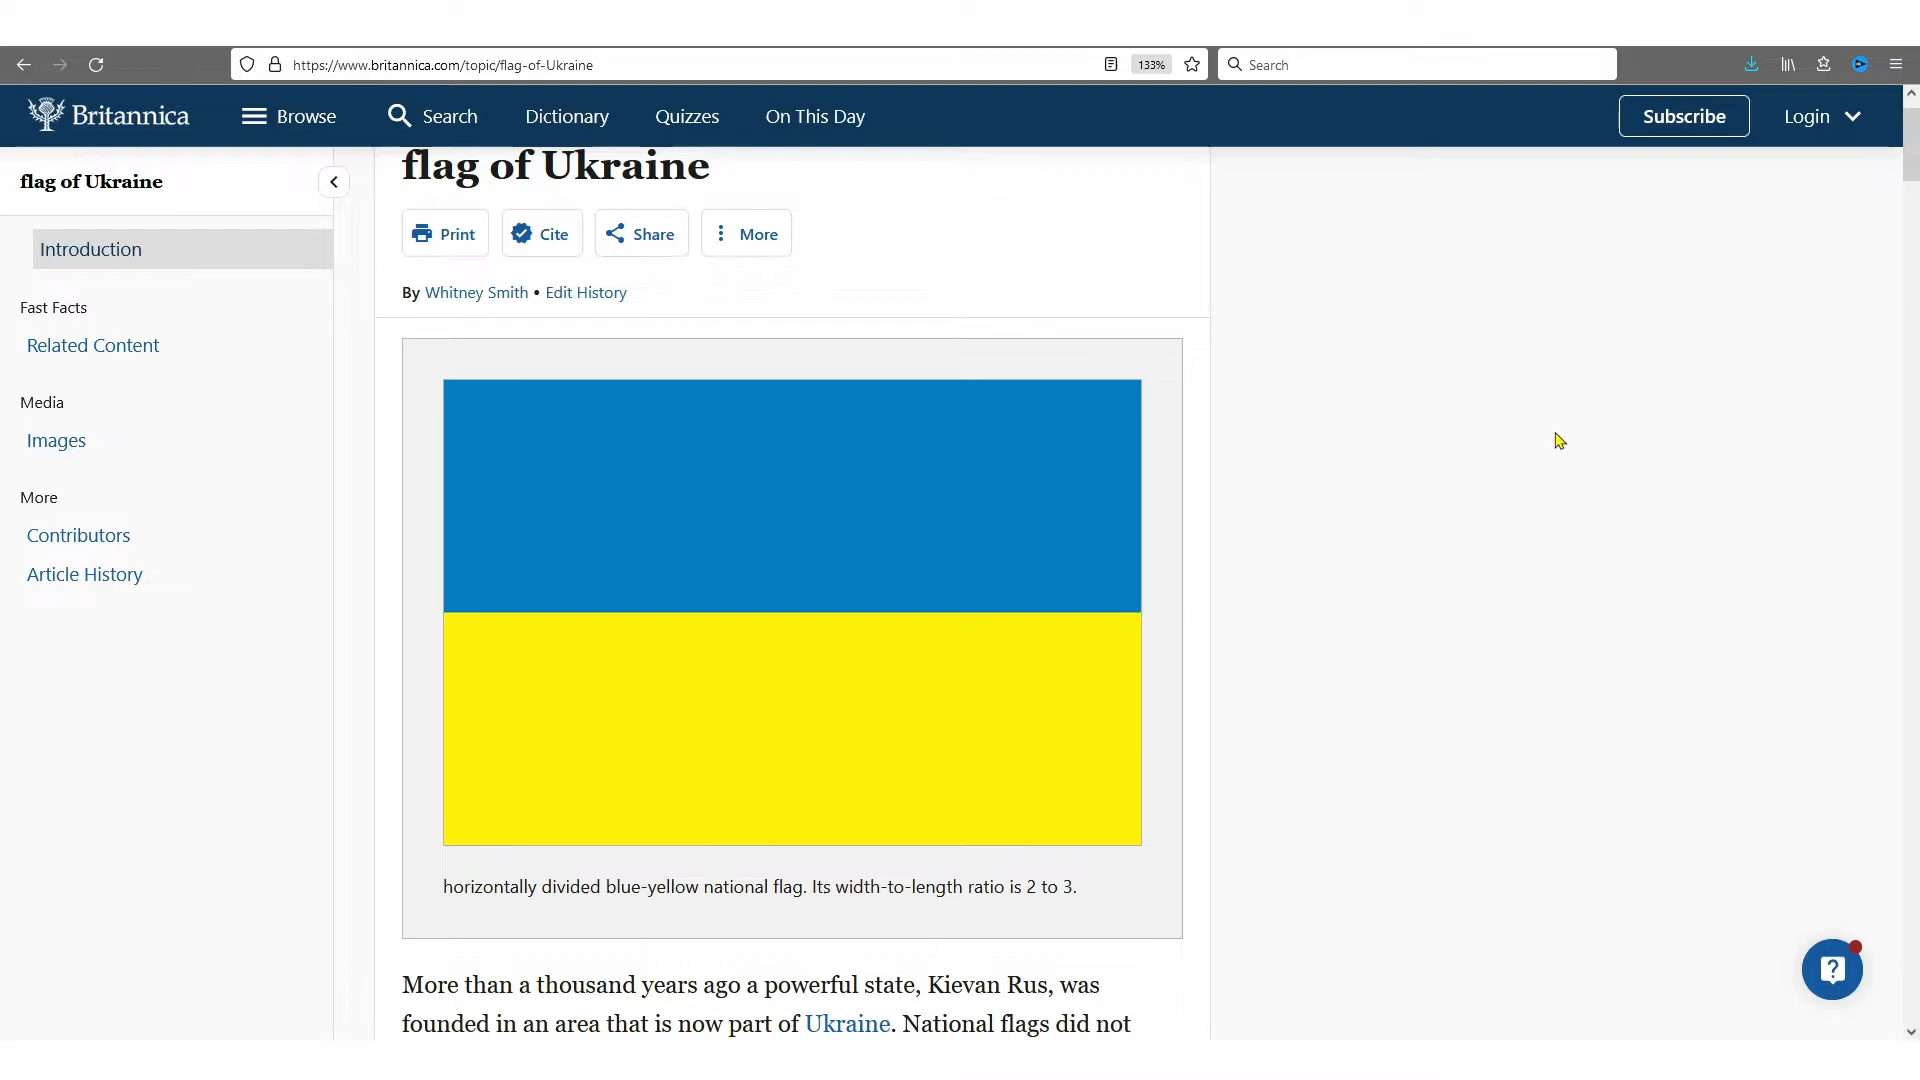 https://www.britannica.com/topic/flag-of-Ukraine
133%
Search
Britannica
Browse
Search
Dictionary
Quizzes
On This Day
Subscribe
Login
flag of Ukraine
Introduction
Fast Facts
Related Content
Media
Images
More
Contributors
Article History
flag of Ukraine
Print
Cite
Share
More
By Whitney Smith • Edit History
horizontally divided blue-yellow national flag. Its width-to-length ratio is 2 to 3.
More than a thousand years ago a powerful state, Kievan Rus, was
founded in an area that is now part of Ukraine. National flags did not
?